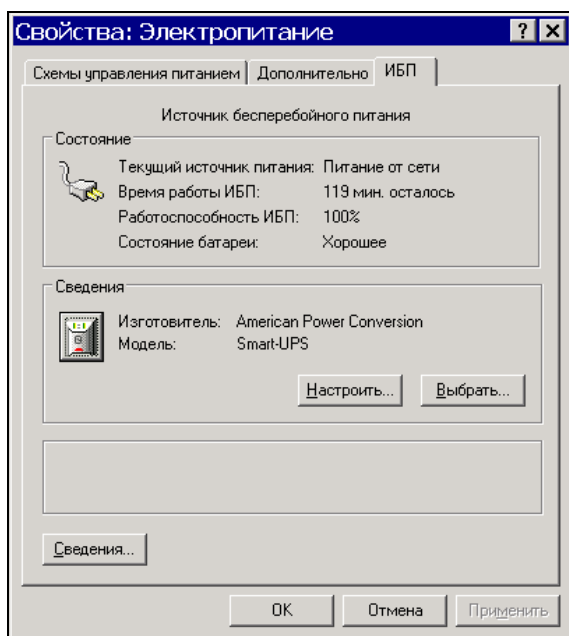 Свойства: Электропитание
Схемы управления питанием Дополнительно ИБП
Источник бесперебойного питания
Состояние
Текущий источник питания: Питание от сети
Время работы ИБП: 119 мин. осталось
Работоспособность ИБП: 100%
Состояние батареи: Хорошее
Сведения
Изготовитель: American Power Conversion
Модель: Smart-UPS
Настроить... Выбрать...
Сведения...
OK Отмена Применить